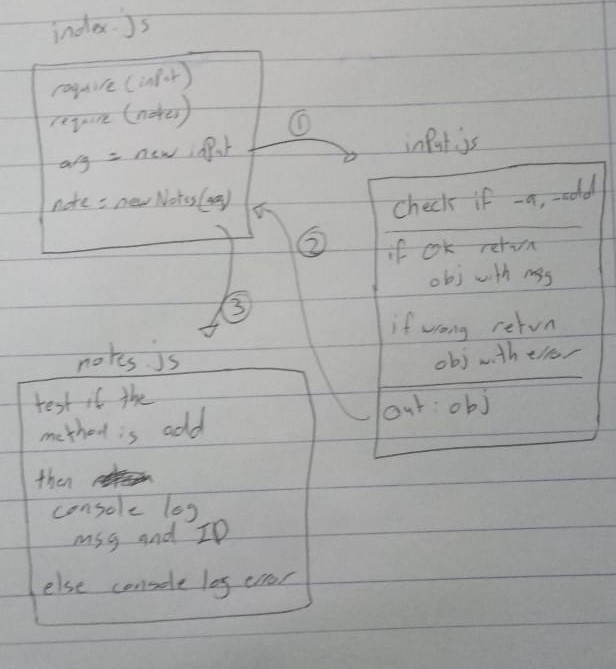 index.js
require (input)
require (notes)
arg = new input
note = new Notes(arg)
①
input.js
check if -a, -add
if ok return
obj with msg
if wrong return
obj with error
out: obj
②
③
notes.js
test if the
method is add
then
console log
msg and ID
else console log error